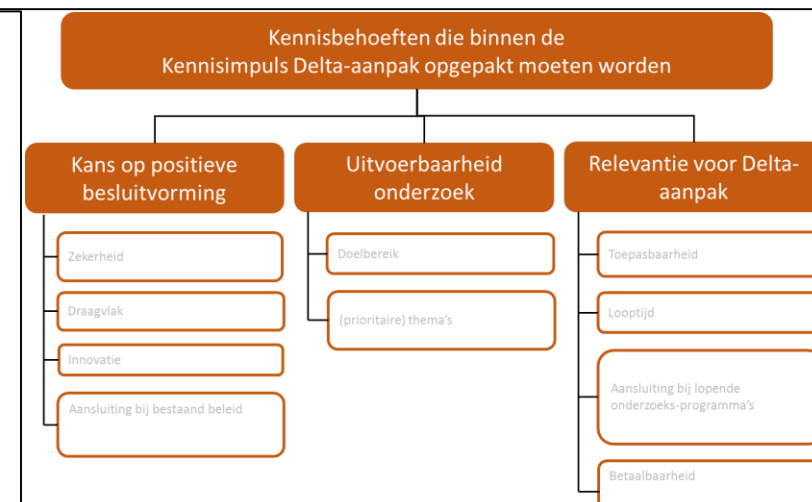 Kennisbehoeften die binnen de
Kennisimpuls Delta-aanpak opgepakt moeten worden
Kans op positieve
besluitvorming
Zekerheid
Draagvlak
Innovatie
Aansluiting bij bestaand beleid
Uitvoerbaarheid
onderzoek
Doelbereik
(prioritaire) thema's
Relevantie voor Delta-
aanpak
Toepasbaarheid
Looptijd
Aansluiting bij lopende
onderzoeks-programma's
Betaalbaarheid